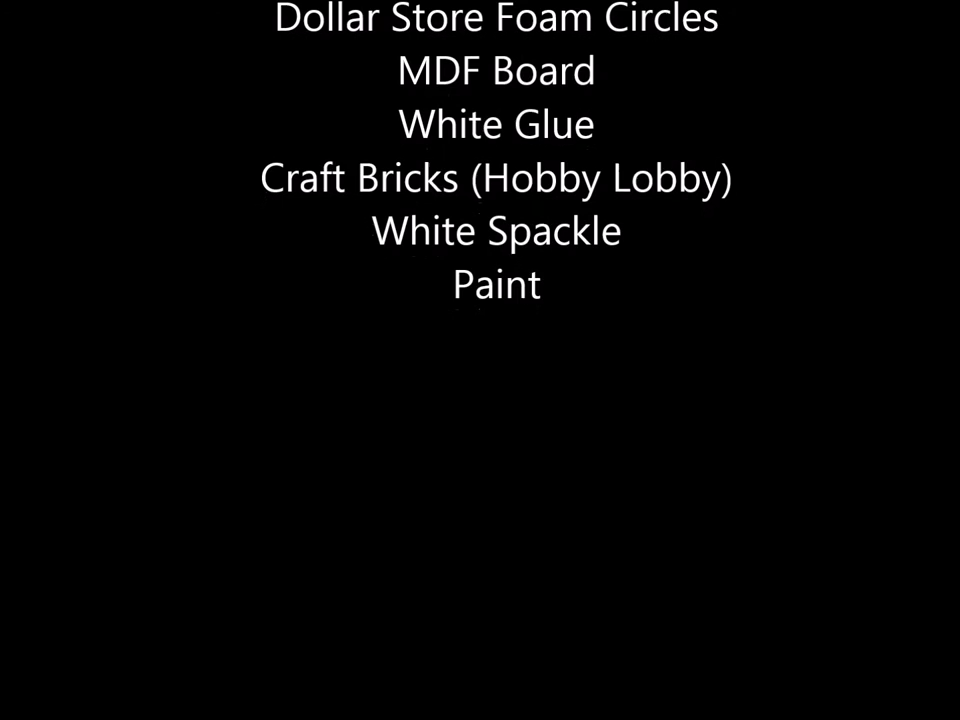 Dollar Store Foam Circles
MDF Board
White Glue
Craft Bricks (Hobby Lobby)
White Spackle
Paint